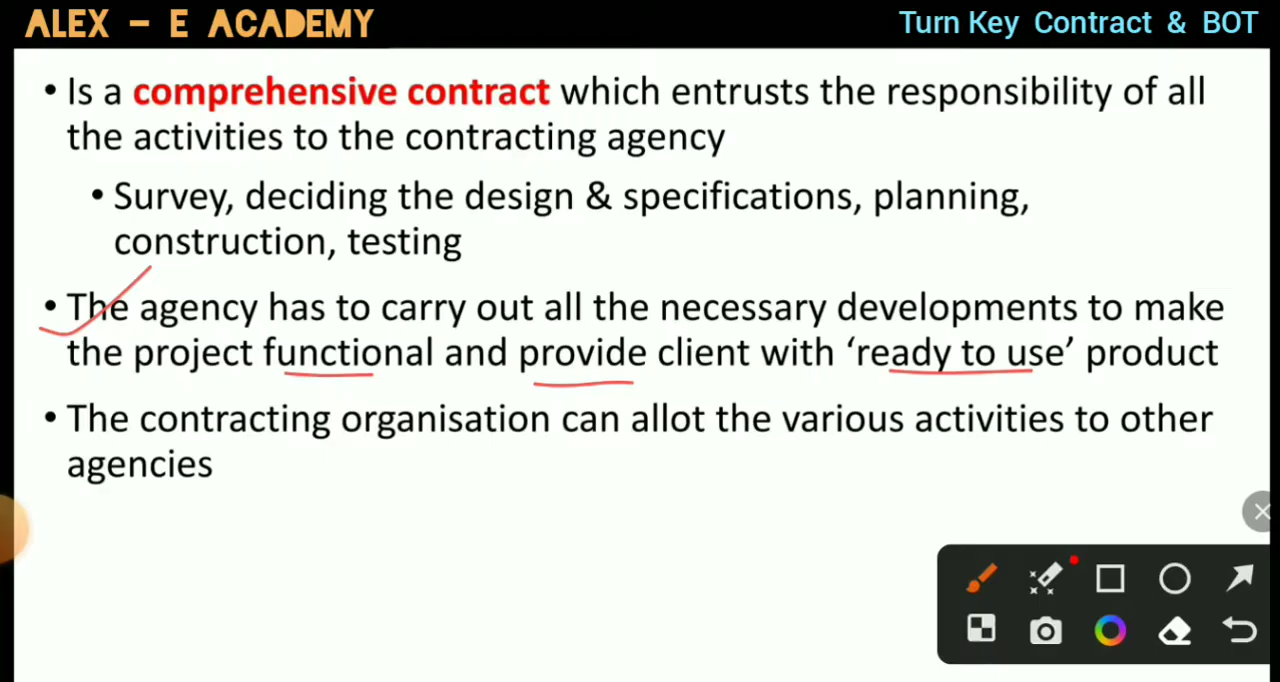 ALEX – E ACADEMY
Turn Key Contract & BOT
• Is a comprehensive contract which entrusts the responsibility of all
the activities to the contracting agency
• Survey, deciding the design & specifications, planning,
construction, testing
• The agency has to carry out all the necessary developments to make
the project functional and provide client with ‘ready to use’ product
• The contracting organisation can allot the various activities to other
agencies